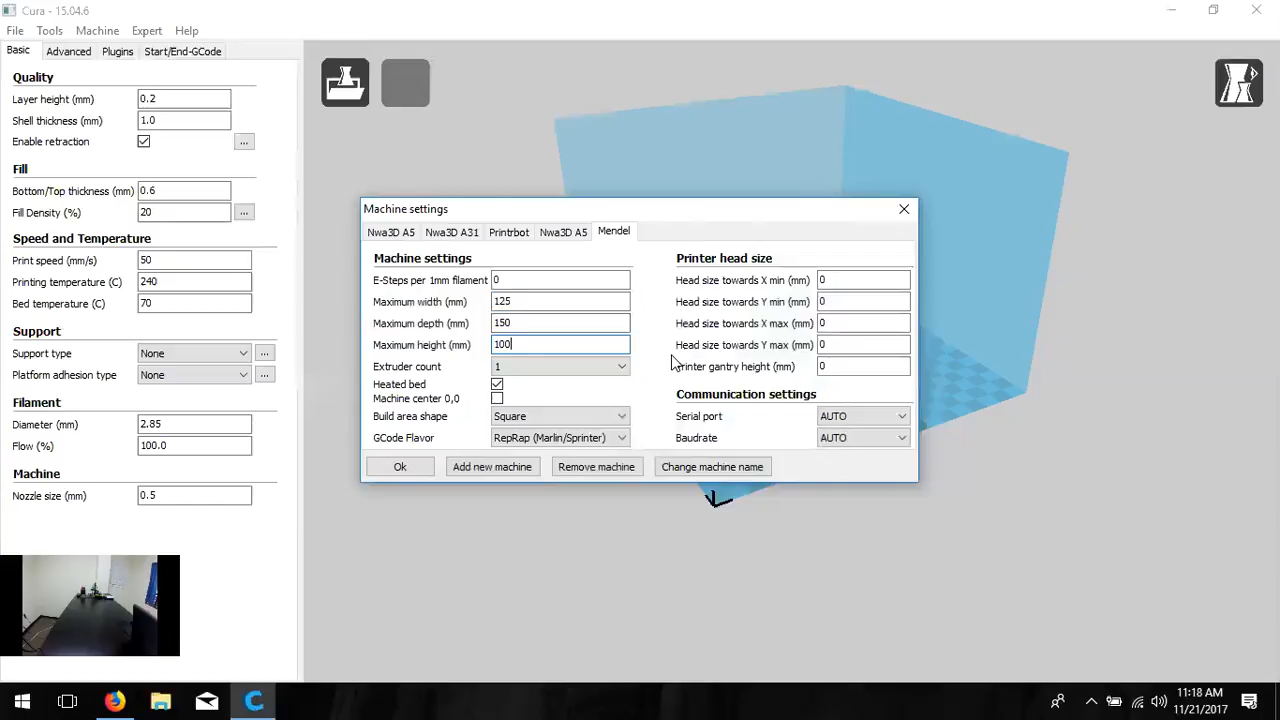 Cura - 15.04.6
File Tools Machine Expert Help
Basic Advanced Plugins Start/End-GCode
Quality
Layer height (mm) 0.2
Shell thickness (mm) 1.0
Enable retraction ...
Fill
Bottom/Top thickness (mm) 0.6
Fill Density (%) 20 ...
Speed and Temperature
Print speed (mm/s) 50
Printing temperature (C) 240
Bed temperature (C) 70
Support
Support type None ...
Platform adhesion type None ...
Filament
Diameter (mm) 2.85
Flow (%) 100.0
Machine
Nozzle size (mm) 0.5
Machine settings
Nwa3D A5 Nwa3D A31 Printrbot Nwa3D A5 Mendel
Machine settings
E-Steps per 1mm filament 0
Maximum width (mm) 125
Maximum depth (mm) 150
Maximum height (mm) 100
Extruder count 1
Heated bed
Machine center 0,0
Build area shape Square
GCode Flavor RepRap (Marlin/Sprinter)
Printer head size
Head size towards X min (mm) 0
Head size towards Y min (mm) 0
Head size towards X max (mm) 0
Head size towards Y max (mm) 0
Printer gantry height (mm) 0
Communication settings
Serial port AUTO
Baudrate AUTO
Ok Add new machine Remove machine Change machine name
11:18 AM
11/21/2017